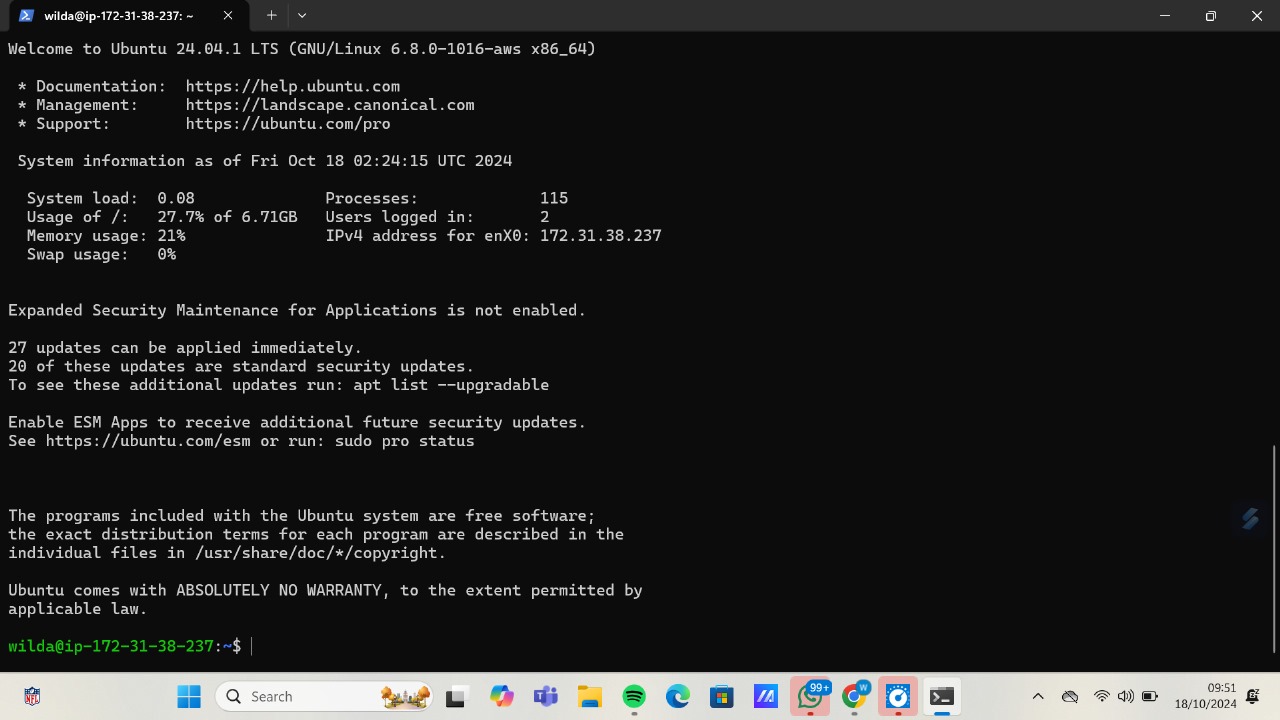 wilda@ip-172-31-38-237: ~
Welcome to Ubuntu 24.04.1 LTS (GNU/Linux 6.8.0-1016-aws x86_64)
* Documentation: https://help.ubuntu.com
* Management: https://landscape.canonical.com
* Support: https://ubuntu.com/pro
System information as of Fri Oct 18 02:24:15 UTC 2024
System load: 0.08 Processes: 115
Usage of /: 27.7% of 6.71GB Users logged in: 2
Memory usage: 21% IPv4 address for enX0: 172.31.38.237
Swap usage: 0%
Expanded Security Maintenance for Applications is not enabled.
27 updates can be applied immediately.
20 of these updates are standard security updates.
To see these additional updates run: apt list --upgradable
Enable ESM Apps to receive additional future security updates.
See https://ubuntu.com/esm or run: sudo pro status
The programs included with the Ubuntu system are free software;
the exact distribution terms for each program are described in the
individual files in /usr/share/doc/*/copyright.
Ubuntu comes with ABSOLUTELY NO WARRANTY, to the extent permitted by
applicable law.
wilda@ip-172-31-38-237:~$
NFL Search 99+ W 09:51
18/10/2024